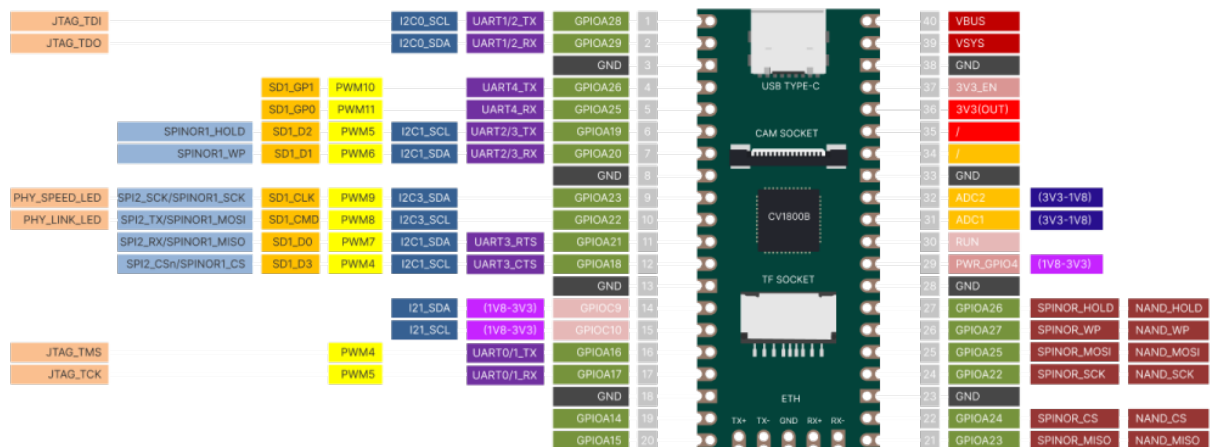 JTAG_TDI I2C0_SCL UART1/2_TX GPIOA28 1 40 VBUS
JTAG_TDO I2C0_SDA UART1/2_RX GPIOA29 2 39 VSYS
GND 3 38 GND
SD1_GP1 PWM10 UART4_TX GPIOA26 4 USB TYPE-C 37 3V3_EN
SD1_GP0 PWM11 UART4_RX GPIOA25 5 36 3V3(OUT)
SPINOR1_HOLD SD1_D2 PWM5 I2C1_SCL UART2/3_TX GPIOA19 6 CAM SOCKET 35 /
SPINOR1_WP SD1_D1 PWM6 I2C1_SDA UART2/3_RX GPIOA20 7 34 /
GND 8 33 GND
PHY_SPEED_LED SPI2_SCK/SPINOR1_SCK SD1_CLK PWM9 I2C3_SDA GPIOA23 9 32 ADC2 (3V3-1V8)
PHY_LINK_LED SPI2_TX/SPINOR1_MOSI SD1_CMD PWM8 I2C3_SCL GPIOA22 10 CV1800B 31 ADC1 (3V3-1V8)
SPI2_RX/SPINOR1_MISO SD1_D0 PWM7 I2C1_SDA UART3_RTS GPIOA21 11 30 RUN
SPI2_CSn/SPINOR1_CS SD1_D3 PWM4 I2C1_SCL UART3_CTS GPIOA18 12 29 PWR_GPIO4 (1V8-3V3)
GND 13 TF SOCKET 28 GND
I21_SDA (1V8-3V3) GPIOC9 14 27 GPIOA26 SPINOR_HOLD NAND_HOLD
I21_SCL (1V8-3V3) GPIOC10 15 26 GPIOA27 SPINOR_WP NAND_WP
JTAG_TMS PWM4 UART0/1_TX GPIOA16 16 25 GPIOA25 SPINOR_MOSI NAND_MOSI
JTAG_TCK PWM5 UART0/1_RX GPIOA17 17 24 GPIOA22 SPINOR_SCK NAND_SCK
GND 18 ETH 23 GND
GPIOA14 19 TX+ TX- GND RX+ RX- 22 GPIOA24 SPINOR_CS NAND_CS
GPIOA15 20 21 GPIOA23 SPINOR_MISO NAND_MISO